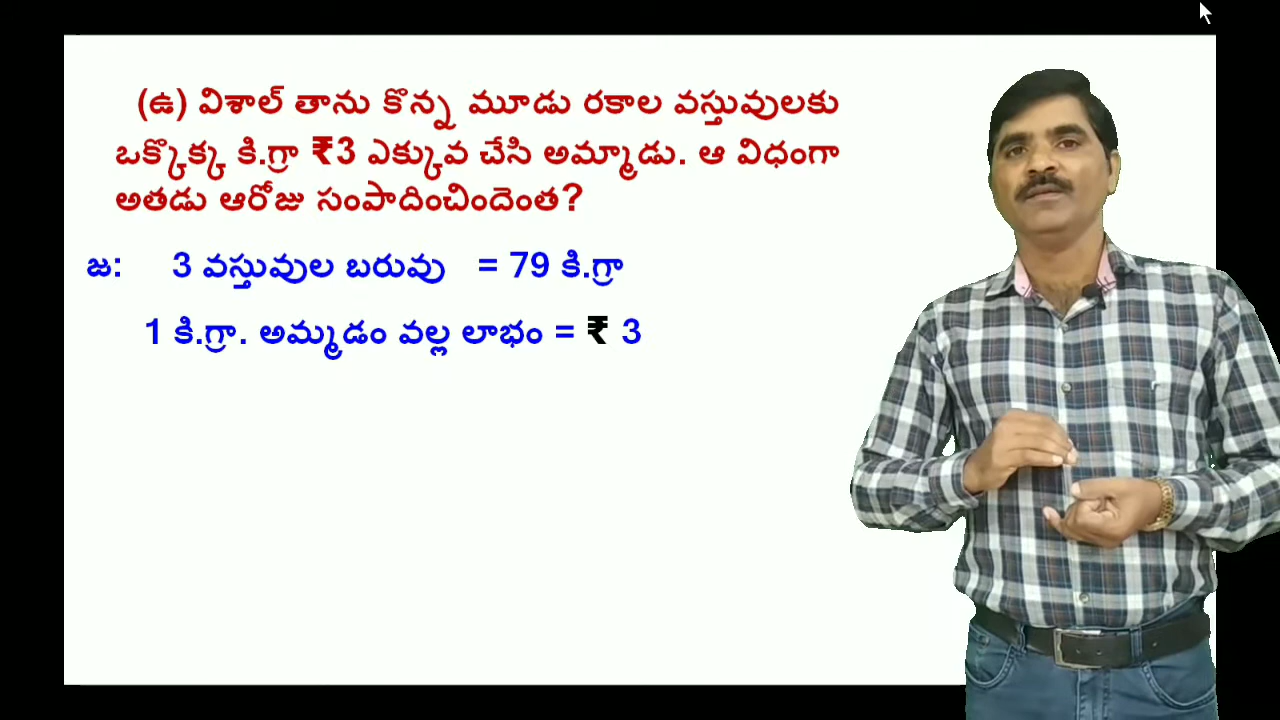 (ఉ) విశాల్ తాను కొన్న మూడు రకాల వస్తువులకు
ఒక్కొక్క కి.గ్రా ₹3 ఎక్కువ చేసి అమ్మాడు. ఆ విధంగా
అతడు ఆరోజు సంపాదించిందెంత?
జ: 3 వస్తువుల బరువు = 79 కి.గ్రా
1 కి.గ్రా. అమ్మడం వల్ల లాభం = ₹ 3